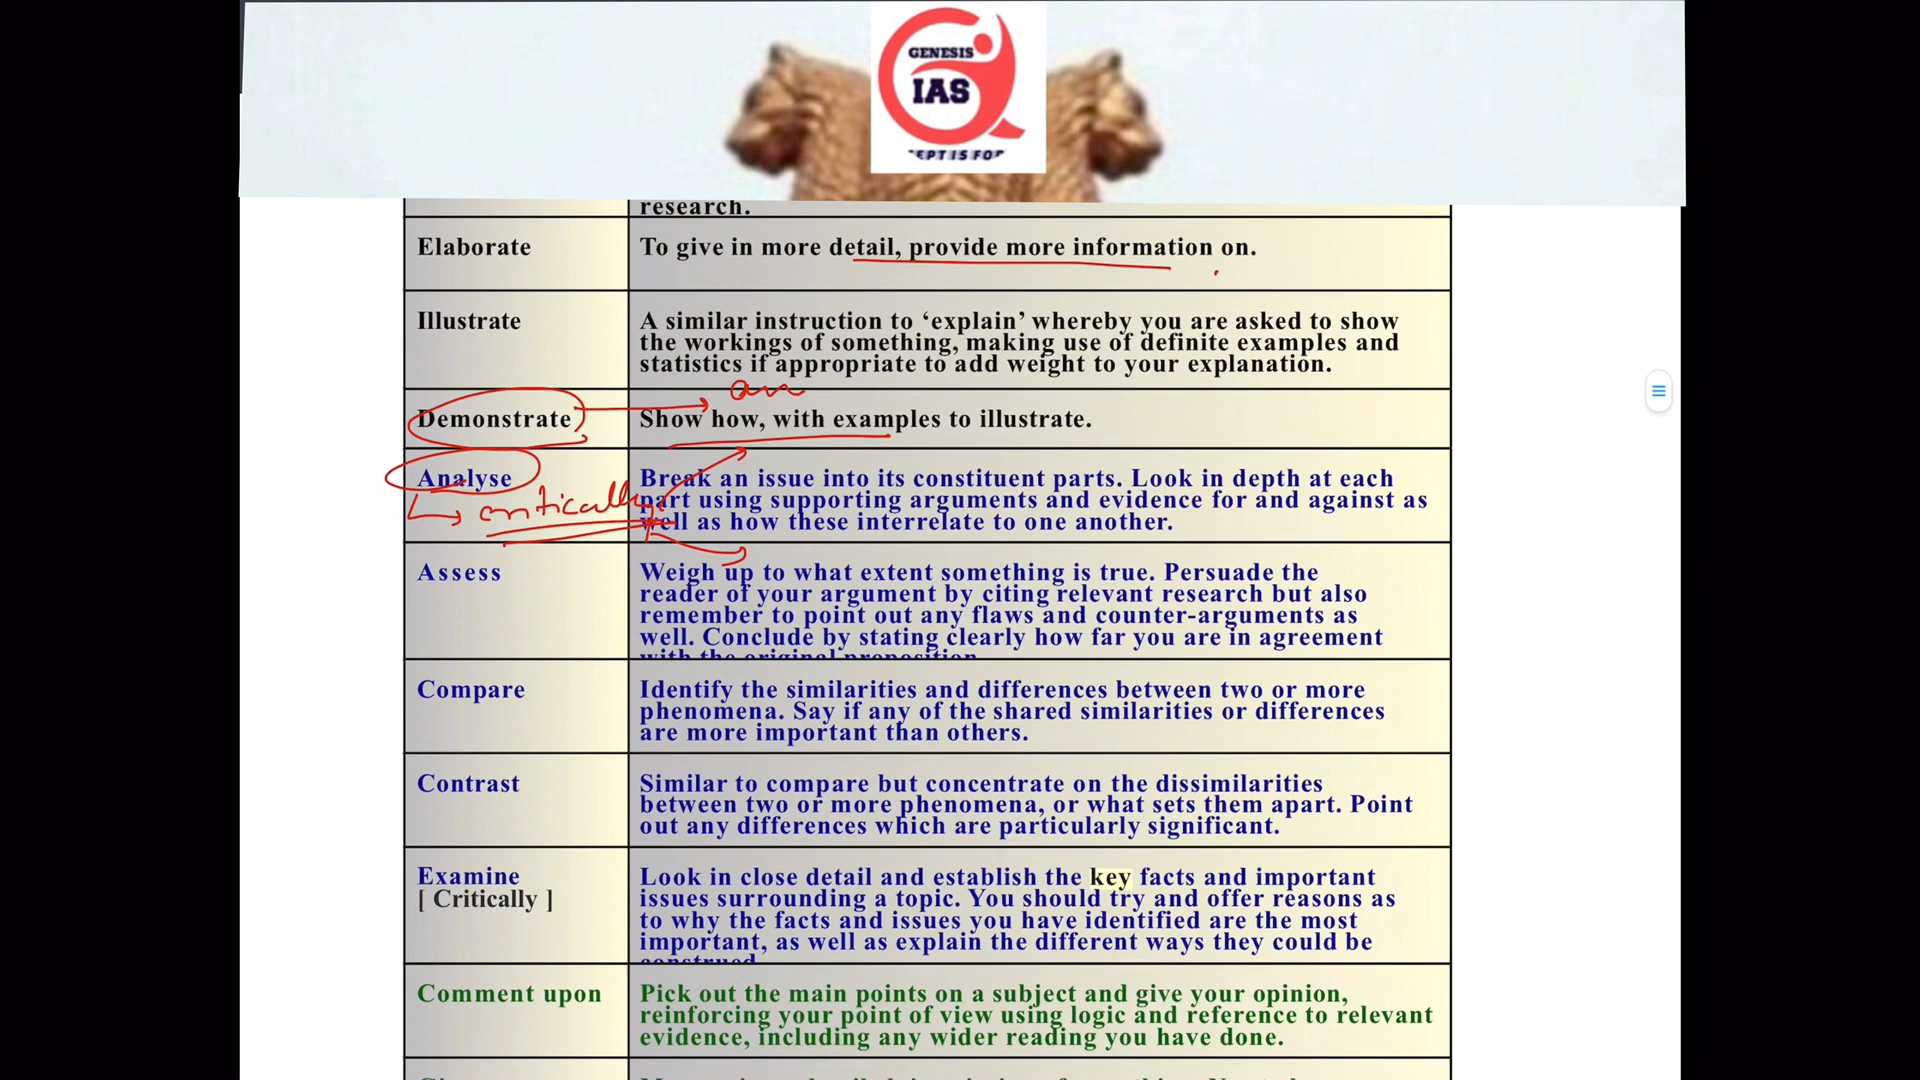 GENESIS
IAS
research.
Elaborate
To give in more detail, provide more information on.
Illustrate
A similar instruction to ‘explain’ whereby you are asked to show
the workings of something, making use of definite examples and
statistics if appropriate to add weight to your explanation.
Demonstrate
Show how, with examples to illustrate.
Analyse
critically
Break an issue into its constituent parts. Look in depth at each
part using supporting arguments and evidence for and against as
well as how these interrelate to one another.
Assess
Weigh up to what extent something is true. Persuade the
reader of your argument by citing relevant research but also
remember to point out any flaws and counter-arguments as
well. Conclude by stating clearly how far you are in agreement
with the original proposition.
Compare
Identify the similarities and differences between two or more
phenomena. Say if any of the shared similarities or differences
are more important than others.
Contrast
Similar to compare but concentrate on the dissimilarities
between two or more phenomena, or what sets them apart. Point
out any differences which are particularly significant.
Examine
[ Critically ]
Look in close detail and establish the key facts and important
issues surrounding a topic. You should try and offer reasons as
to why the facts and issues you have identified are the most
important, as well as explain the different ways they could be
construed.
Comment upon
Pick out the main points on a subject and give your opinion,
reinforcing your point of view using logic and reference to relevant
evidence, including any wider reading you have done.